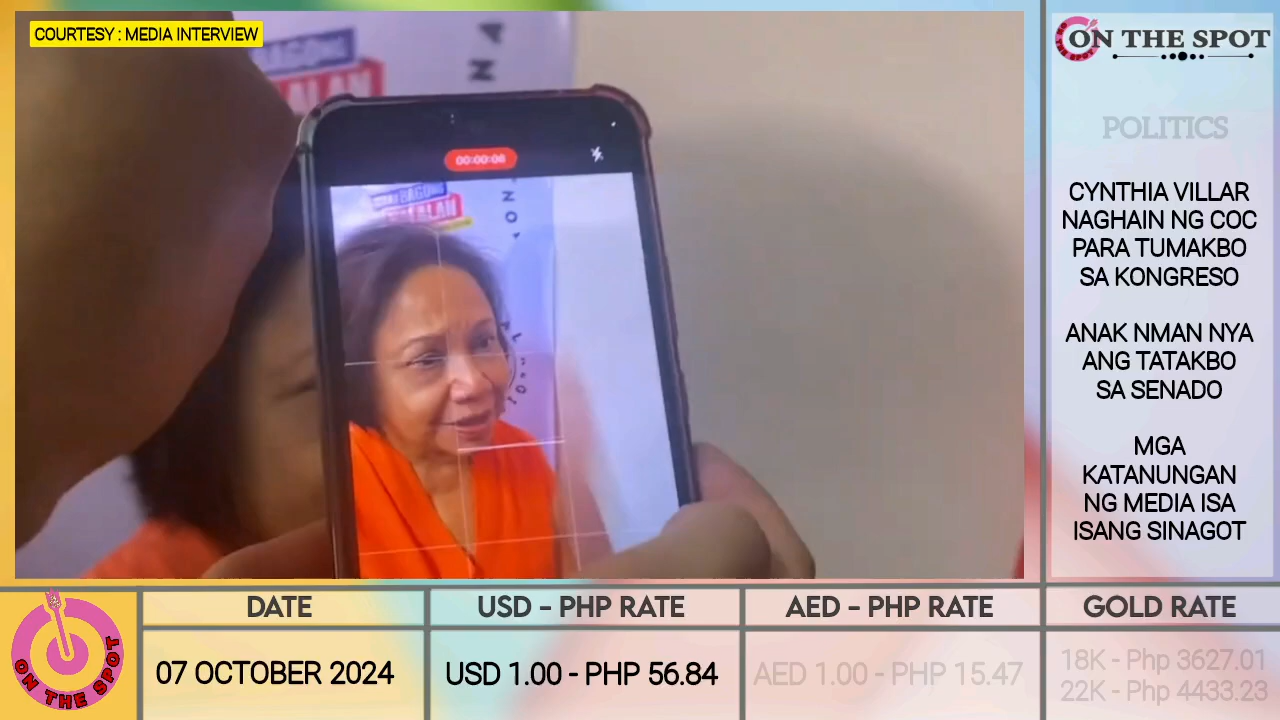 COURTESY : MEDIA INTERVIEW
BAGONG
00:00:06
BAGONG
ON THE SPOT
POLITICS
CYNTHIA VILLAR
NAGHAIN NG COC
PARA TUMAKBO
SA KONGRESO
ANAK NMAN NYA
ANG TATAKBO
SA SENADO
MGA
KATANUNGAN
NG MEDIA ISA
ISANG SINAGOT
ON THE SPOT
DATE
USD - PHP RATE
AED - PHP RATE
GOLD RATE
07 OCTOBER 2024
USD 1.00 - PHP 56.84
AED 1.00 - PHP 15.47
18K - Php 3627.01
22K - Php 4433.23